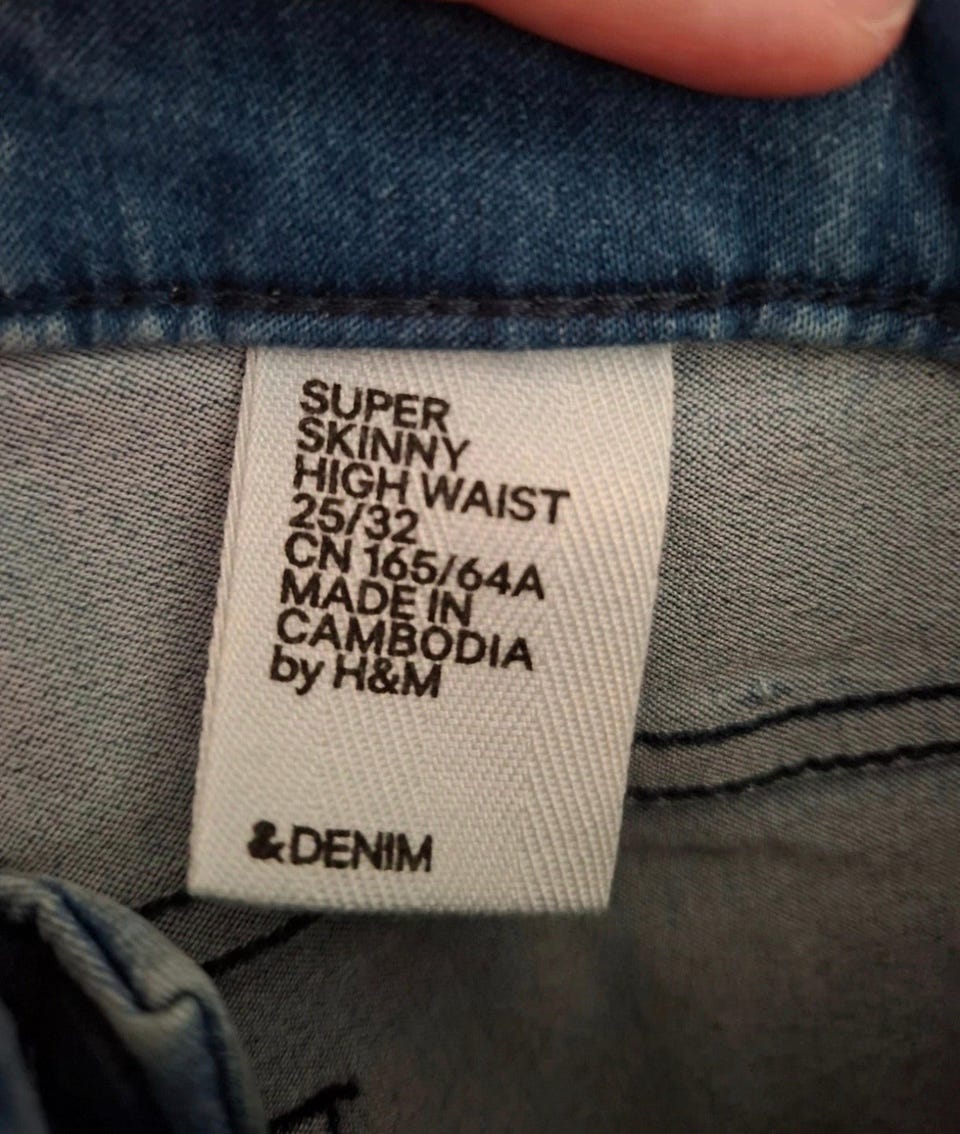 SUPER
SKINNY
HIGH WAIST
25/32
CN 165/64A
MADE IN
CAMBODIA
by H&M
&DENIM